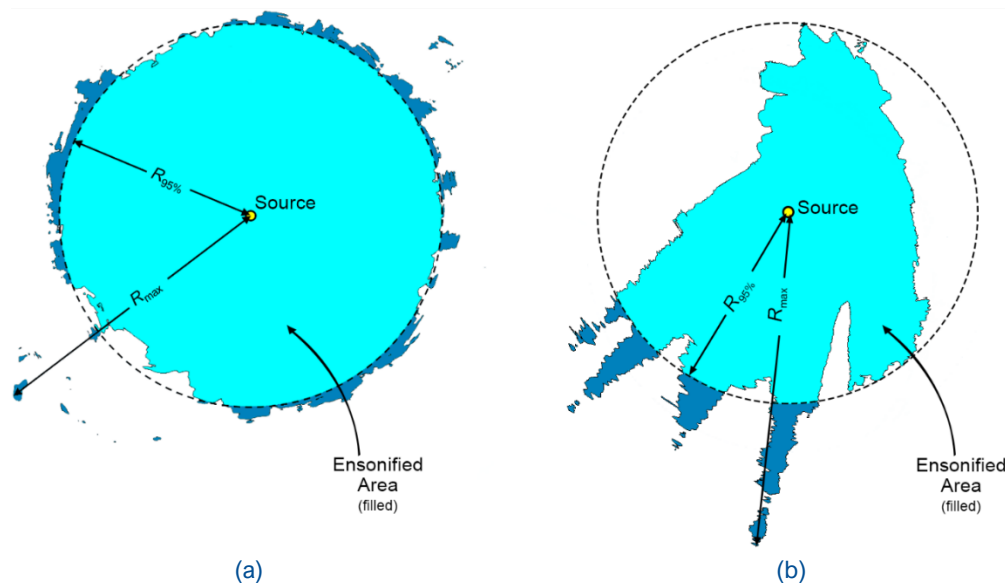 R95%
Source
Rmax
Ensonified
Area
(filled)
(a)
Source
R95%
Rmax
Ensonified
Area
(filled)
(b)